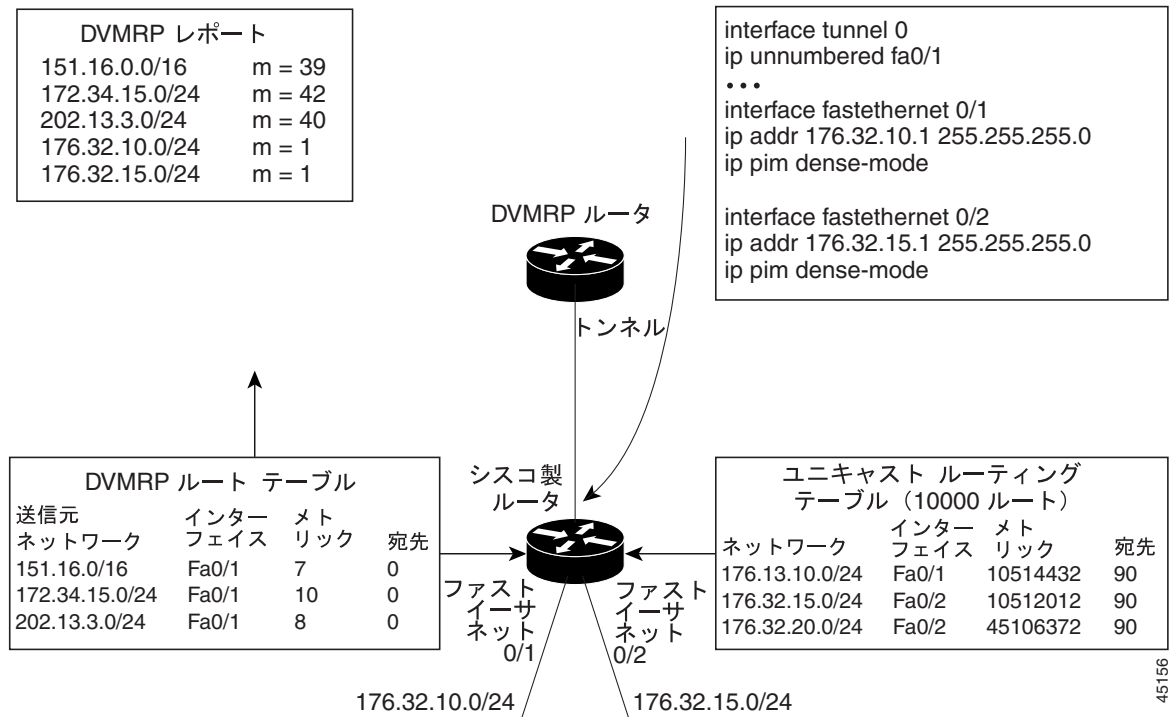 DVMRP レポート
151.16.0.0/16 m = 39
172.34.15.0/24 m = 42
202.13.3.0/24 m = 40
176.32.10.0/24 m = 1
176.32.15.0/24 m = 1
interface tunnel 0
ip unnumbered fa0/1
•••
interface fastethernet 0/1
ip addr 176.32.10.1 255.255.255.0
ip pim dense-mode
interface fastethernet 0/2
ip addr 176.32.15.1 255.255.255.0
ip pim dense-mode
DVMRP ルータ
トンネル
DVMRP ルート テーブル
送信元
ネットワーク
インター
フェイス
メト
リック
宛先
151.16.0/16 Fa0/1 7 0
172.34.15.0/24 Fa0/1 10 0
202.13.3.0/24 Fa0/1 8 0
シスコ製
ルータ
ファスト
イーサ
ネット
0/1
ファスト
イーサ
ネット
0/2
ユニキャスト ルーティング
テーブル（10000 ルート）
ネットワーク
インター
フェイス
メト
リック
宛先
176.13.10.0/24 Fa0/1 10514432 90
176.32.15.0/24 Fa0/2 10512012 90
176.32.20.0/24 Fa0/2 45106372 90
176.32.10.0/24
176.32.15.0/24
45156